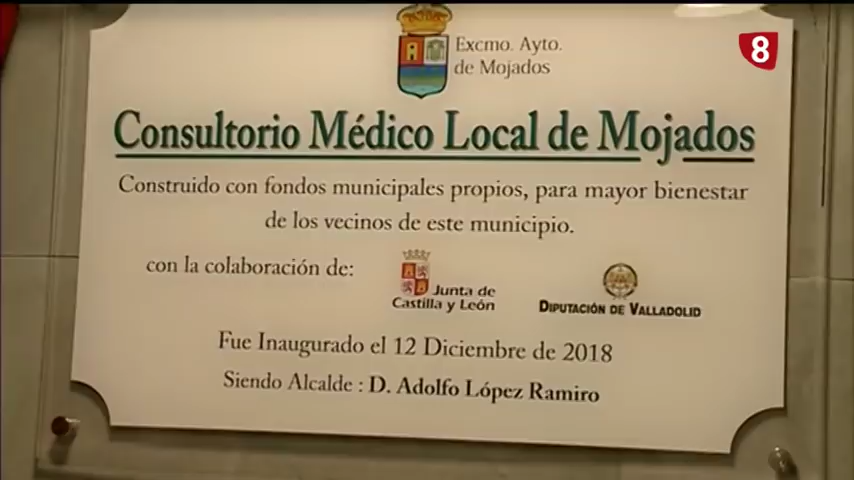 8
Excmo. Ayto.
de Mojados
Consultorio Médico Local de Mojados
Construido con fondos municipales propios, para mayor bienestar
de los vecinos de este municipio.
con la colaboración de:
Junta de
Castilla y León
DIPUTACIÓN DE VALLADOLID
Fue Inaugurado el 12 Diciembre de 2018
Siendo Alcalde : D. Adolfo López Ramiro